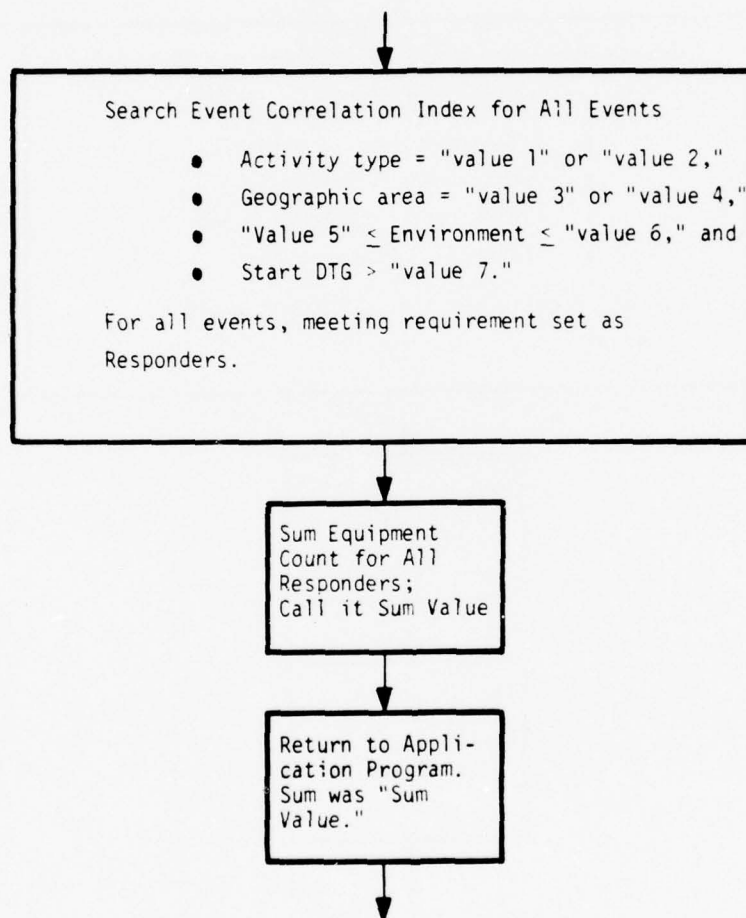 Search Event Correlation Index for All Events
● Activity type = "value 1" or "value 2,"
● Geographic area = "value 3" or "value 4,"
● "Value 5" ≤ Environment ≤ "value 6," and
● Start DTG > "value 7."
For all events, meeting requirement set as
Responders.
Sum Equipment
Count for All
Responders;
Call it Sum Value
Return to Appli-
cation Program.
Sum was "Sum
Value."